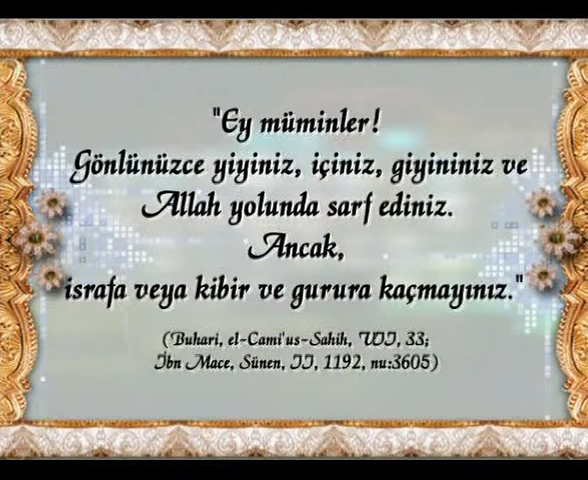 "Ey müminler!
Gönlünüzce yiyiniz, içiniz, giyininiz ve
Allah yolunda sarf ediniz.
Ancak,
israfa veya kibir ve gurura kaçmayınız."
(Buhari, el-Cami'us-Sahih, VII, 33;
İbn Mace, Sünen, II, 1192, nu:3605)